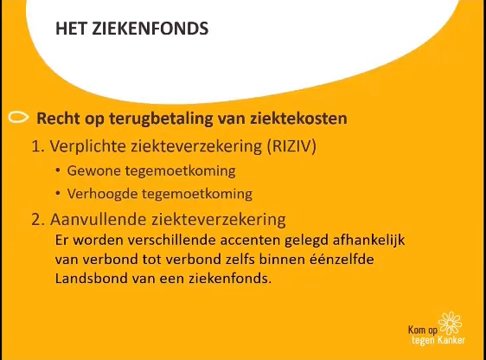 HET ZIEKENFONDS
Recht op terugbetaling van ziektekosten
1. Verplichte ziekteverzekering (RIZIV)
• Gewone tegemoetkoming
• Verhoogde tegemoetkoming
2. Aanvullende ziekteverzekering
Er worden verschillende accenten gelegd afhankelijk
van verbond tot verbond zelfs binnen éénzelfde
Landsbond van een ziekenfonds.
Kom op
tegen Kanker